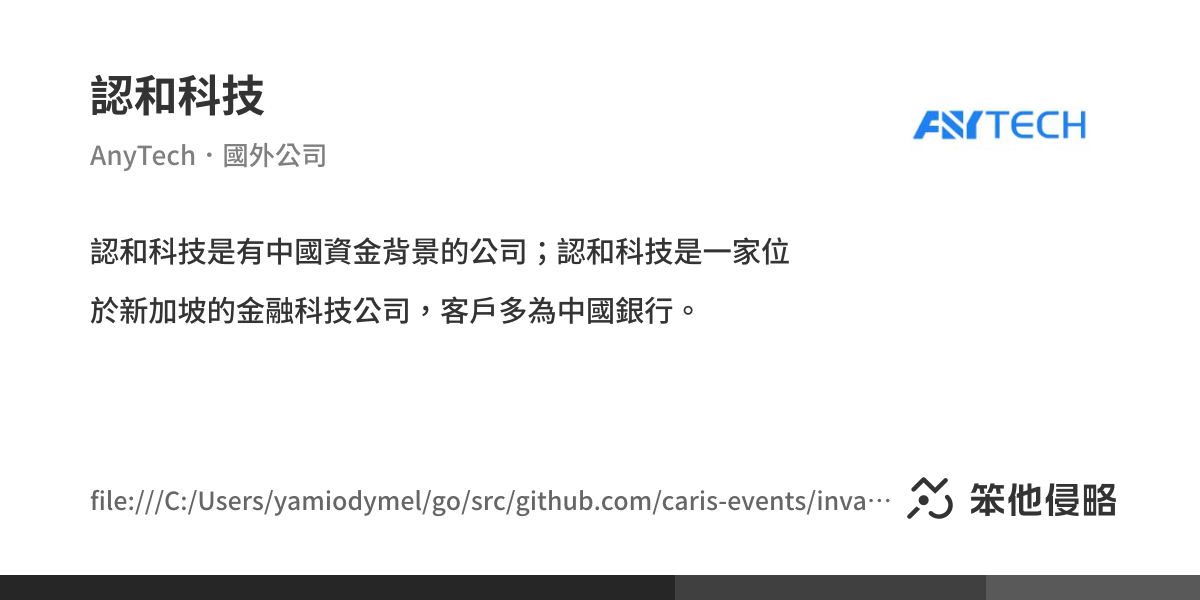 認和科技
AnyTech・國外公司
ANYTECH
認和科技是有中國資金背景的公司；認和科技是一家位
於新加坡的金融科技公司，客戶多為中國銀行。
file:///C:/Users/yamiodymel/go/src/github.com/caris-events/inva…
笨他侵略